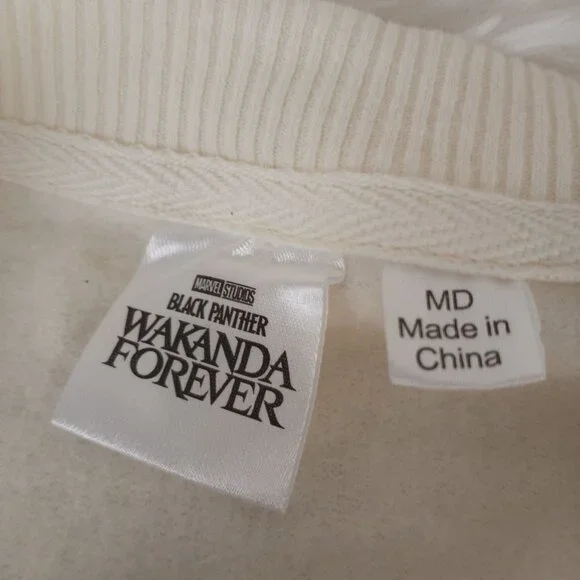 MARVEL STUDIOS
BLACK PANTHER
WAKANDA
FOREVER
MD
Made in
China